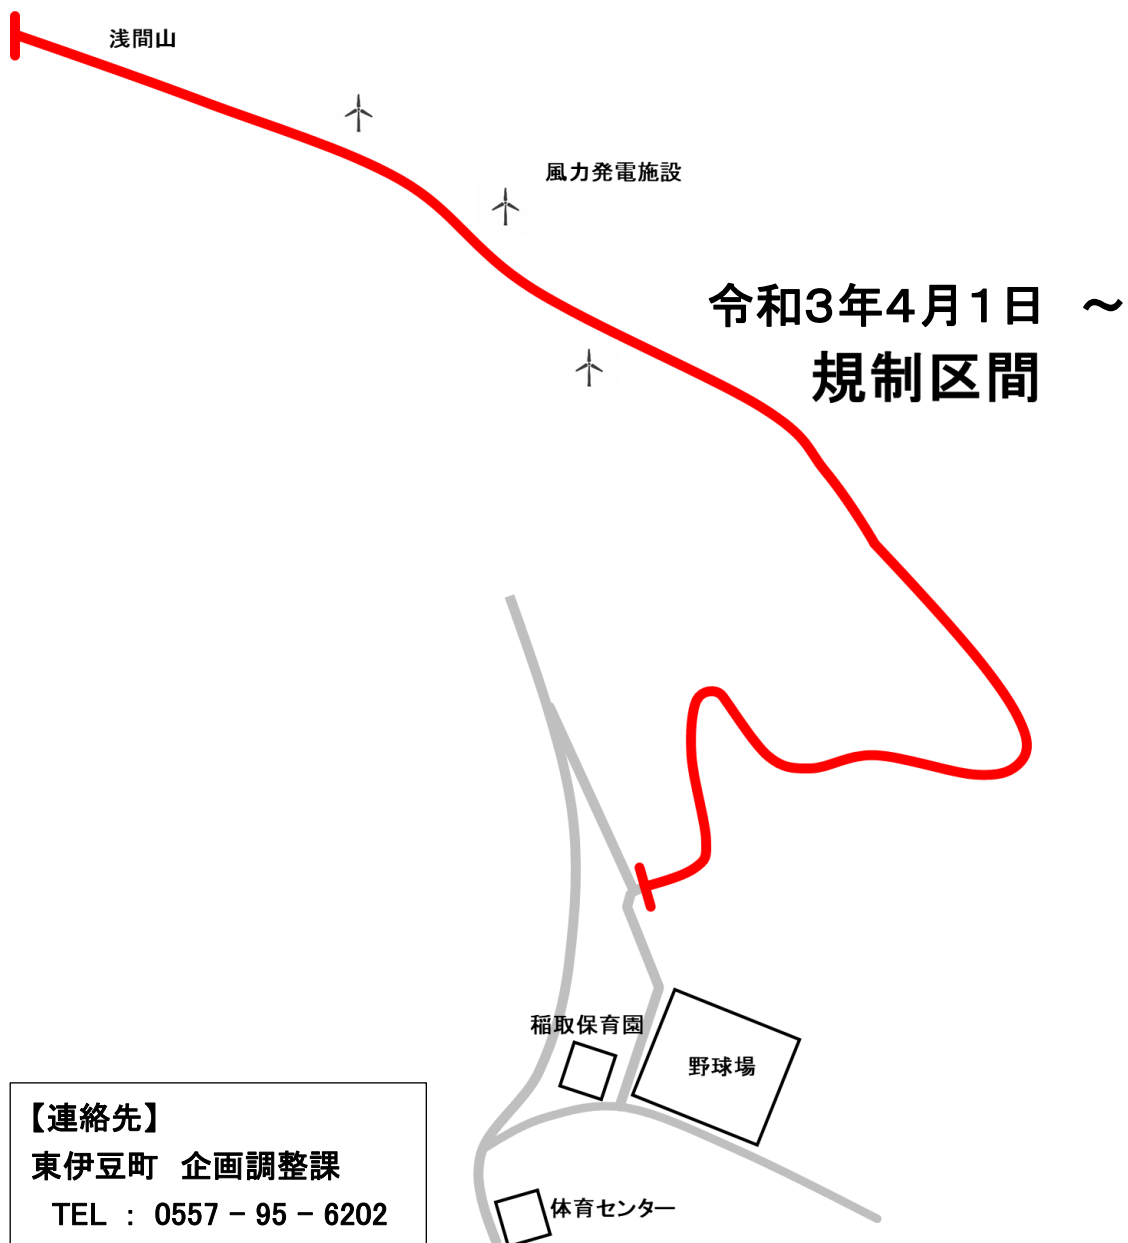 浅間山
風力発電施設
令和3年4月1日 ～
規制区間
稲取保育園
野球場
【連絡先】
東伊豆町 企画調整課
TEL : 0557 - 95 - 6202
体育センター